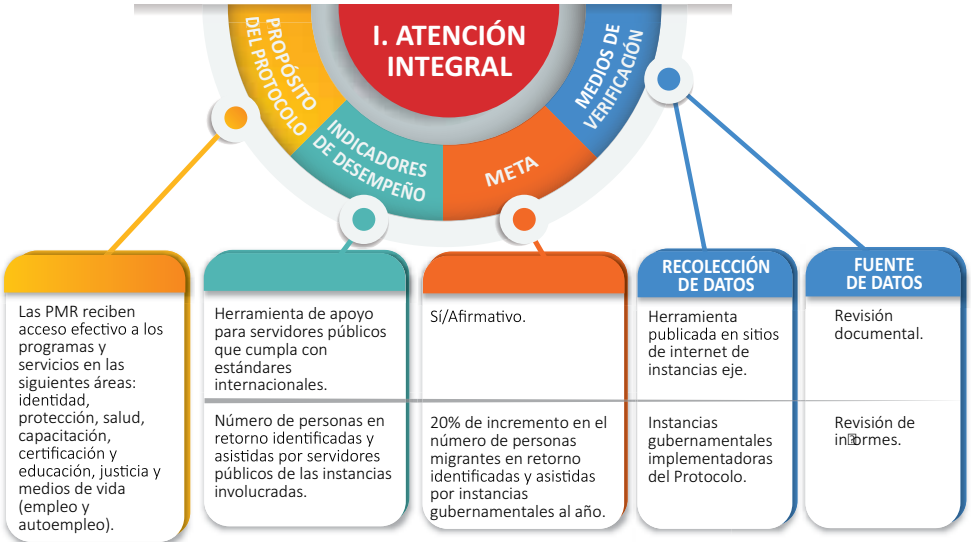 I. ATENCIÓN
INTEGRAL
PROPÓSITO
DEL PROTOCOLO
INDICADORES
DE DESEMPEÑO
META
MEDIOS DE
VERIFICACIÓN
Las PMR reciben
acceso efectivo a los
programas y
servicios en las
siguientes áreas:
identidad,
protección, salud,
capacitación,
certificación y
educación, justicia y
medios de vida
(empleo y
autoempleo).
Herramienta de apoyo
para servidores públicos
que cumpla con
estándares
internacionales.
Número de personas en
retorno identificadas y
asistidas por servidores
públicos de las instancias
involucradas.
Sí/Afirmativo.
20% de incremento en el
número de personas
migrantes en retorno
identificadas y asistidas
por instancias
gubernamentales al año.
RECOLECCIÓN
DE DATOS
Herramienta
publicada en sitios
de internet de
instancias eje.
Instancias
gubernamentales
implementadoras
del Protocolo.
FUENTE
DE DATOS
Revisión
documental.
Revisión de